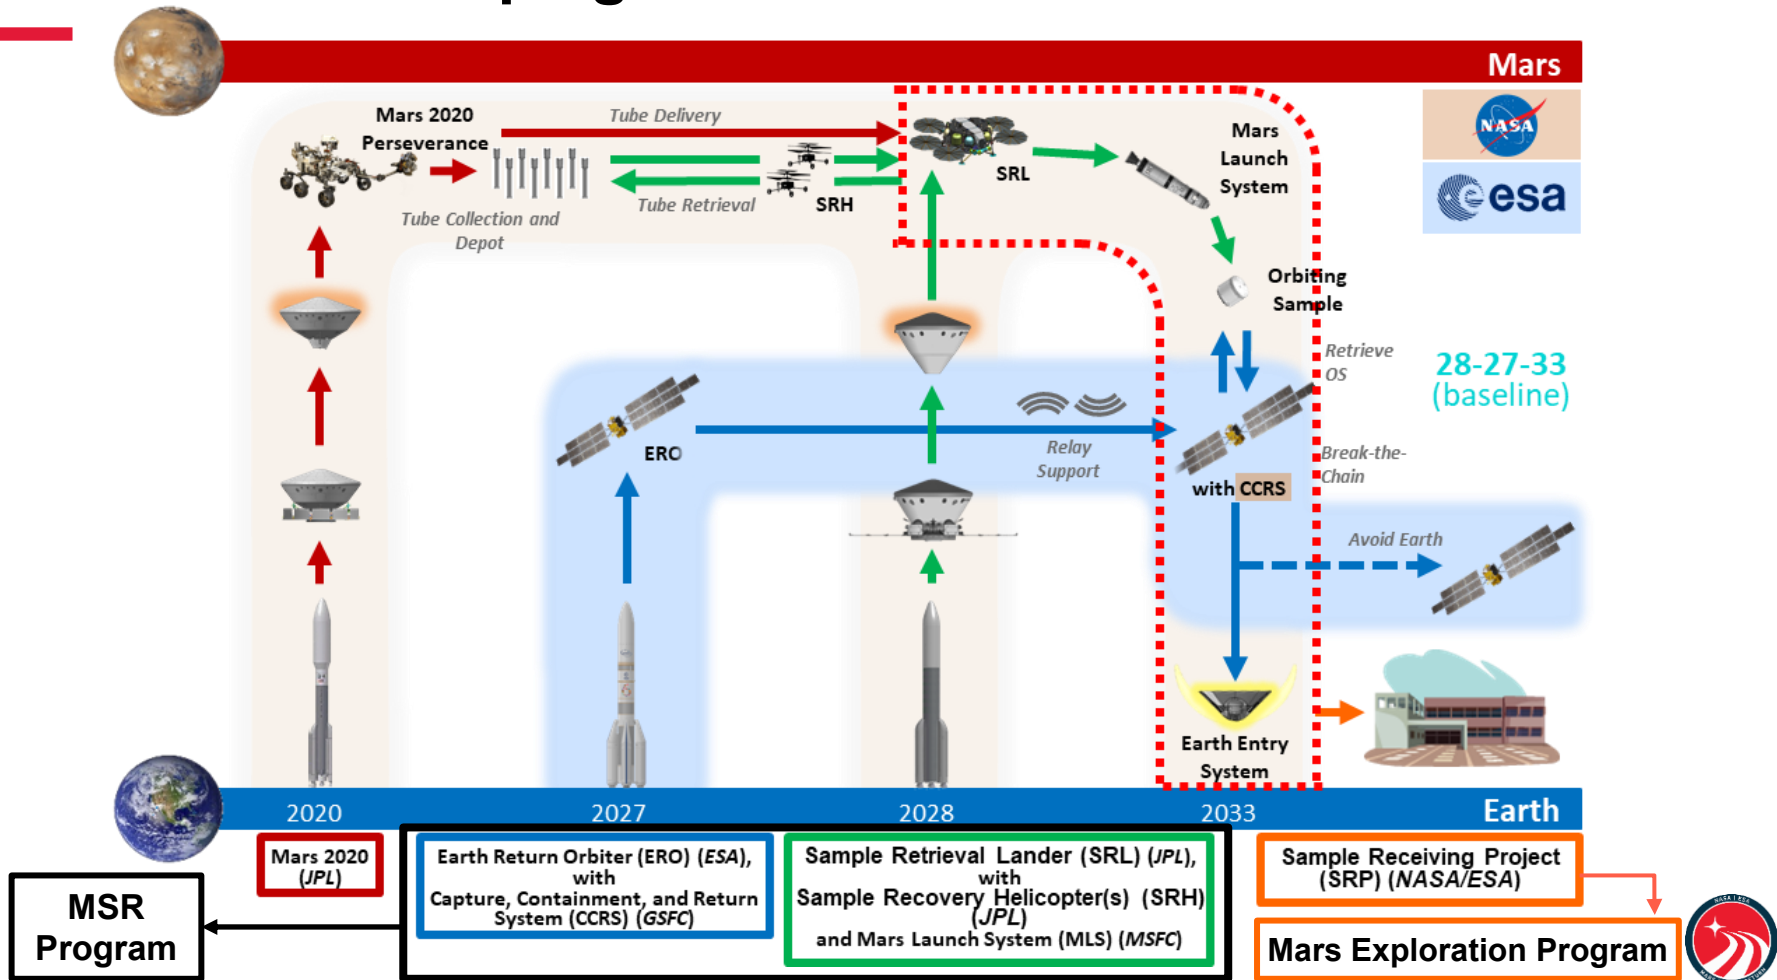 Mars
NASA
esa
Mars 2020
Perseverance
Tube Delivery
Tube Retrieval
SRH
SRL
Tube Collection and
Depot
Mars
Launch
System
Orbiting
Sample
Retrieve
OS
28-27-33
(baseline)
ERO
Relay
Support
with CCRS
Break-the-
Chain
Avoid Earth
Earth Entry
System
2020
2027
2028
2033
Earth
Mars 2020
(JPL)
Earth Return Orbiter (ERO) (ESA),
with
Capture, Containment, and Return
System (CCRS) (GSFC)
Sample Retrieval Lander (SRL) (JPL),
with
Sample Recovery Helicopter(s) (SRH)
(JPL)
and Mars Launch System (MLS) (MSFC)
Sample Receiving Project
(SRP) (NASA/ESA)
MSR
Program
Mars Exploration Program
NASA | ESA